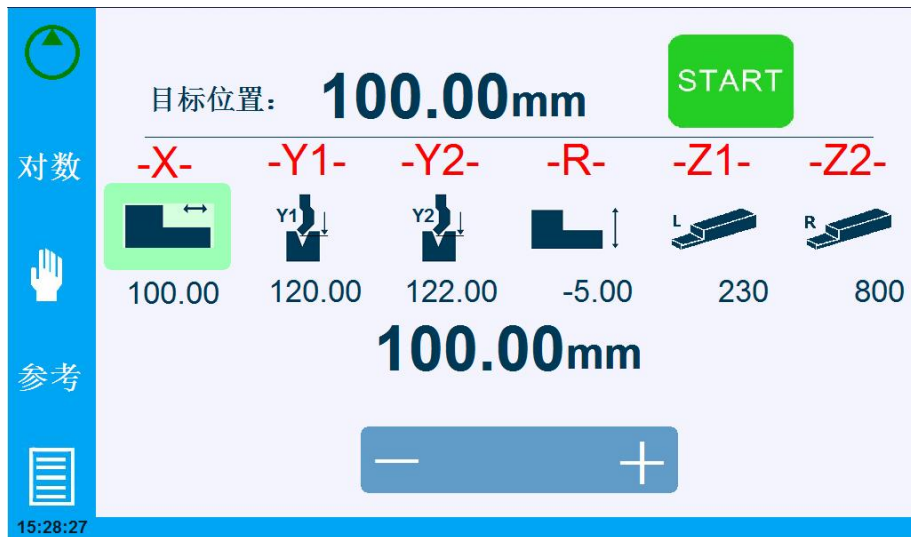 目标位置: 100.00mm START
对数
-X- -Y1- -Y2- -R- -Z1- -Z2-
Y1 Y2 L R
100.00 120.00 122.00 -5.00 230 800
100.00mm
参考
— +
15:28:27